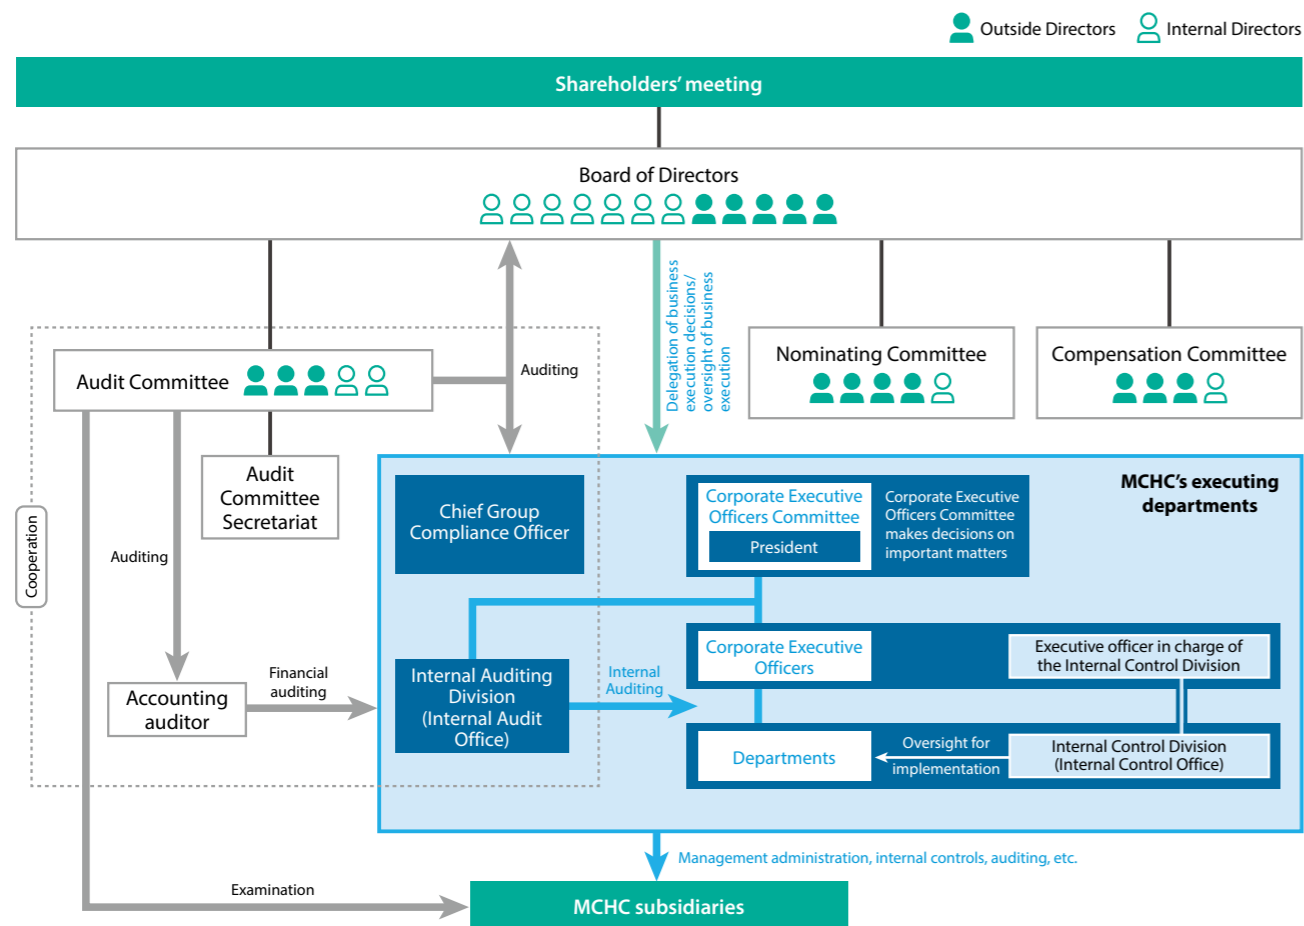 Outside Directors
Internal Directors
Shareholders’ meeting
Board of Directors
Delegation of business
execution decisions/
oversight of business
execution
Auditing
Audit Committee
Nominating Committee
Compensation Committee
Audit
Committee
Secretariat
Cooperation
Auditing
Chief Group
Compliance Officer
Corporate Executive
Officers Committee
President
Corporate Executive
Officers Committee
makes decisions on
important matters
MCHC’s executing
departments
Corporate Executive
Officers
Executive officer in charge of
the Internal Control Division
Accounting
auditor
Financial
auditing
Internal Auditing
Division
(Internal Audit
Office)
Internal
Auditing
Departments
Oversight for
implementation
Internal Control Division
(Internal Control Office)
Management administration, internal controls, auditing, etc.
Examination
MCHC subsidiaries